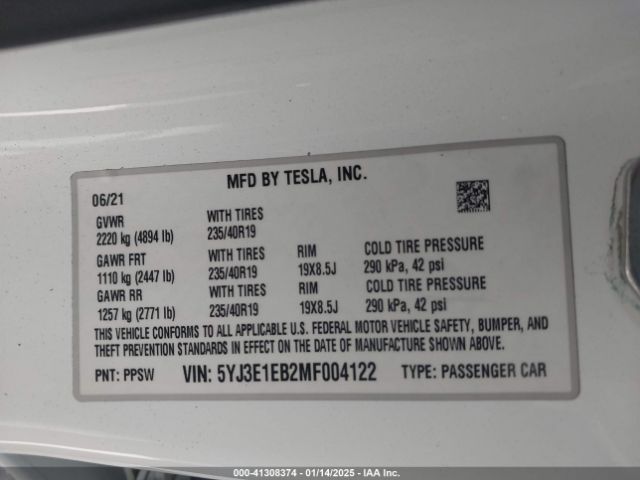 MFD BY TESLA, INC.
06/21
GVWR WITH TIRES
2220 kg (4894 lb) 235/40R19
GAWR FRT WITH TIRES RIM COLD TIRE PRESSURE
1110 kg (2447 lb) 235/40R19 19X8.5J 290 kPa, 42 psi
GAWR RR WITH TIRES RIM COLD TIRE PRESSURE
1257 kg (2771 lb) 235/40R19 19X8.5J 290 kPa, 42 psi
THIS VEHICLE CONFORMS TO ALL APPLICABLE U.S. FEDERAL MOTOR VEHICLE SAFETY, BUMPER, AND
THEFT PREVENTION STANDARDS IN EFFECT ON THE DATE OF MANUFACTURE SHOWN ABOVE.
PNT: PPSW VIN: 5YJ3E1EB2MF004122 TYPE: PASSENGER CAR
000-41308374 - 01/14/2025 - IAA Inc.